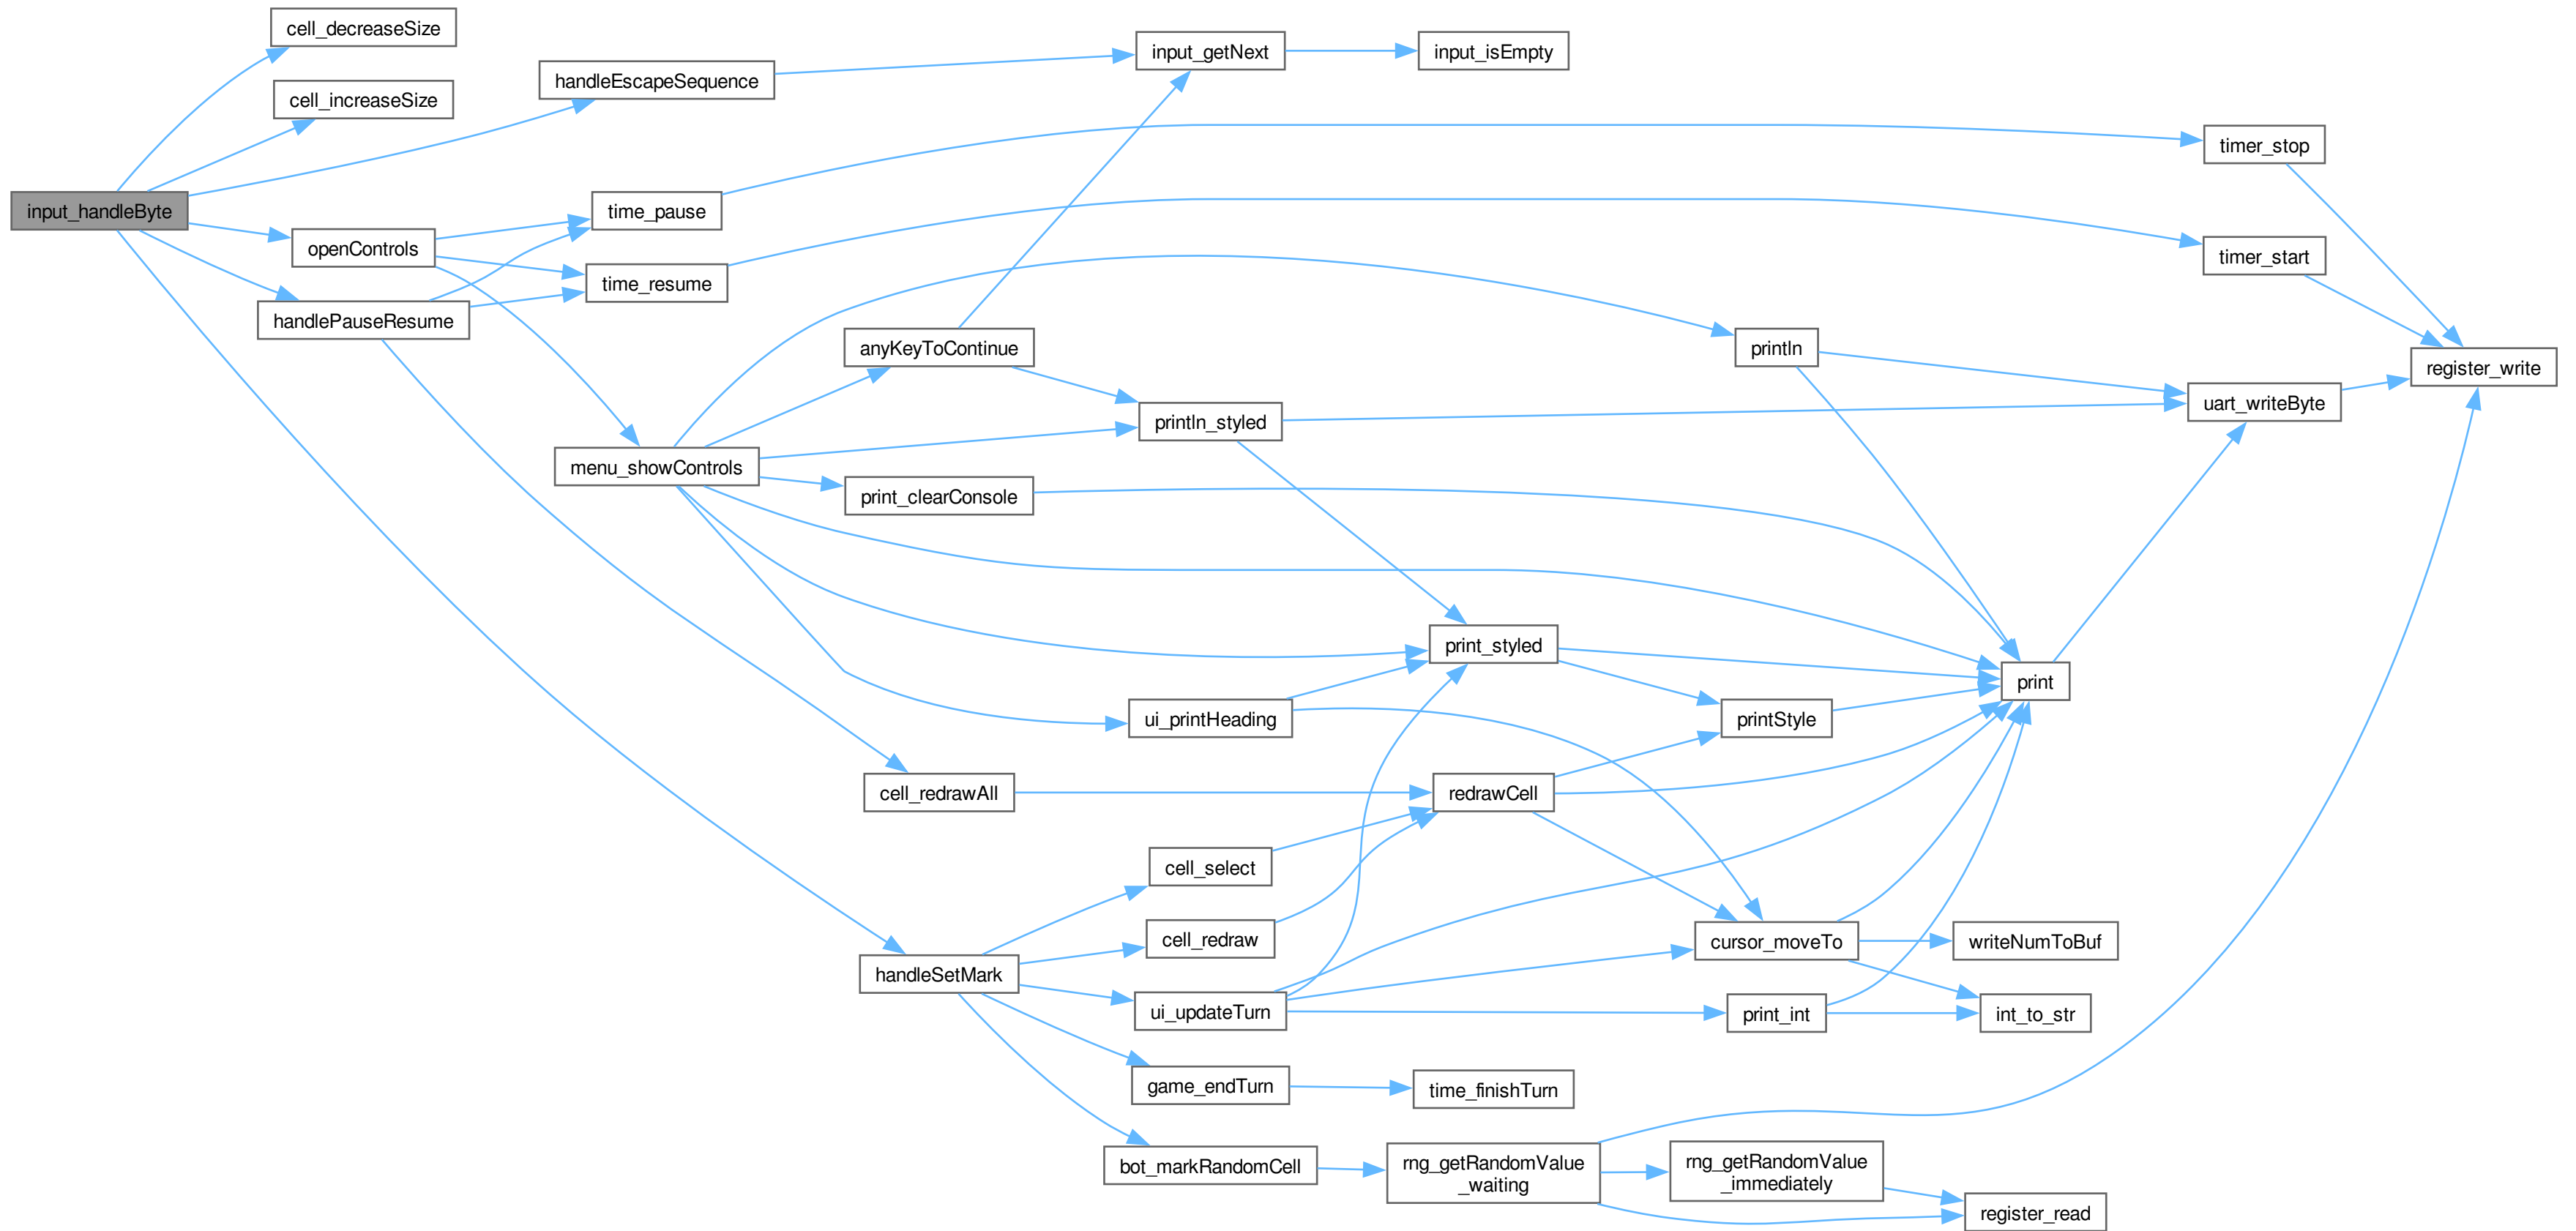 cell_decreaseSize
cell_increaseSize
input_handleByte
openControls
handlePauseResume
handleEscapeSequence
time_pause
time_resume
menu_showControls
anyKeyToContinue
print_clearConsole
cell_redrawAll
handleSetMark
input_getNext
println_styled
ui_printHeading
cell_select
cell_redraw
ui_updateTurn
game_endTurn
bot_markRandomCell
input_isEmpty
print_styled
redrawCell
time_finishTurn
rng_getRandomValue
_waiting
println
printStyle
cursor_moveTo
print_int
rng_getRandomValue
_immediately
print
writeNumToBuf
int_to_str
register_read
timer_stop
timer_start
uart_writeByte
register_write